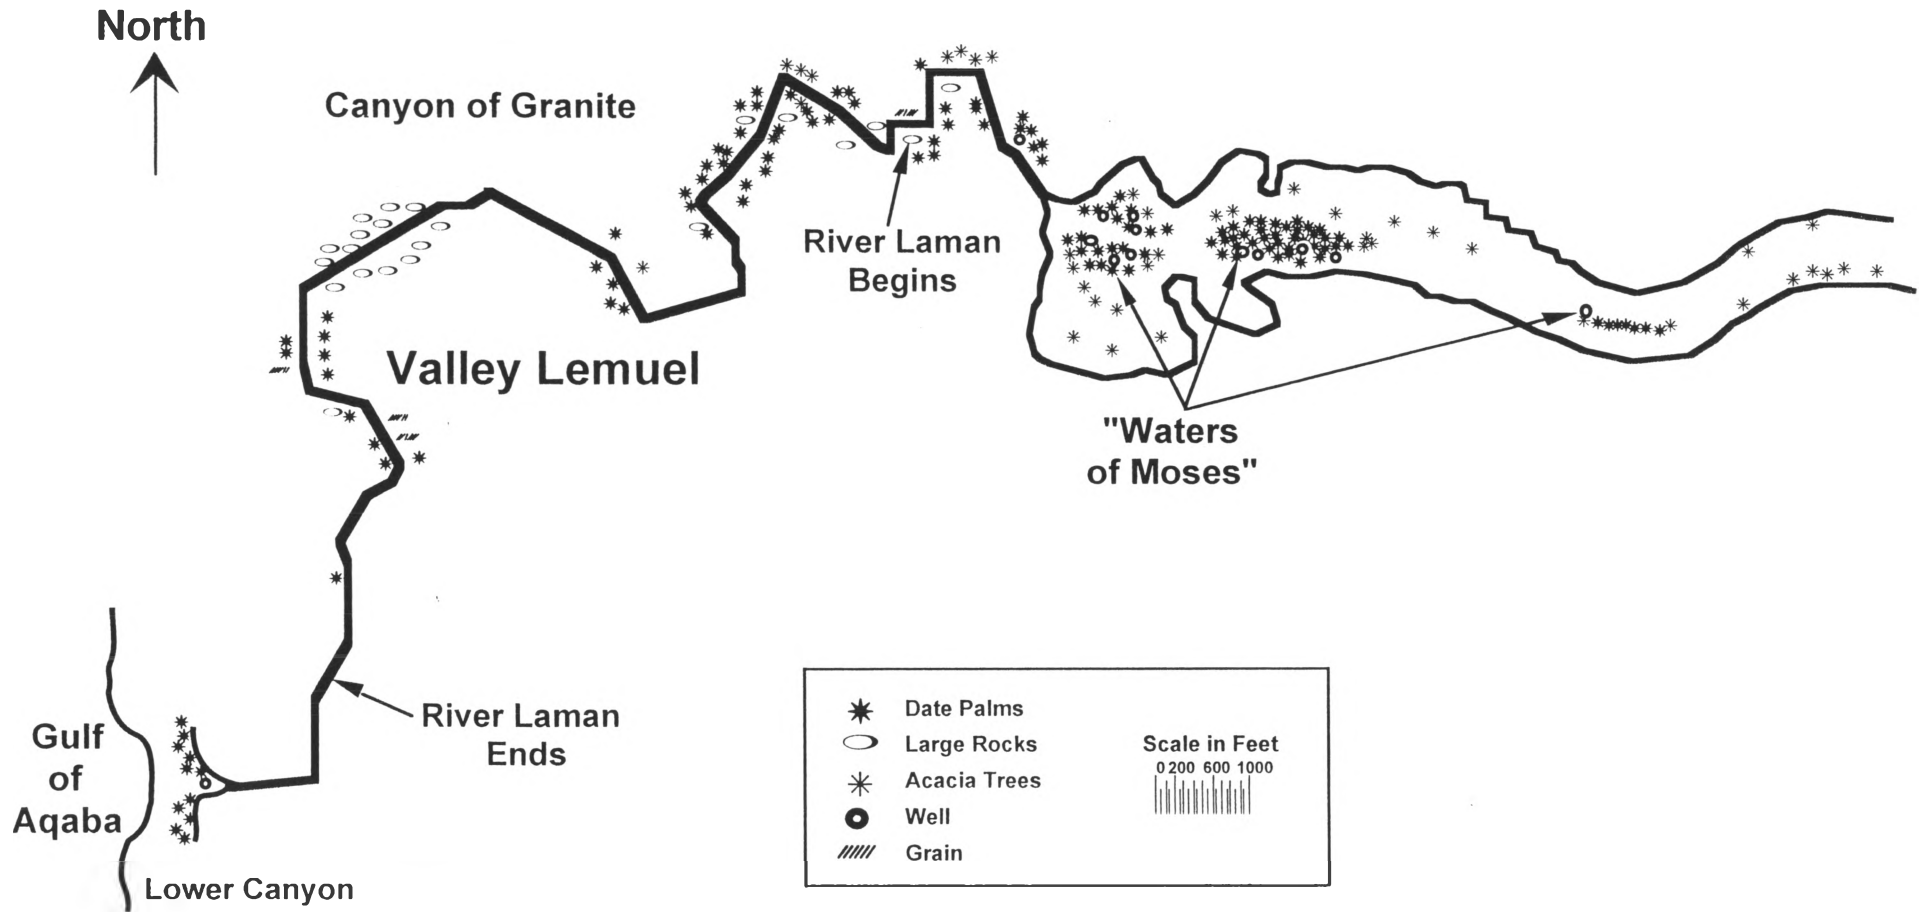 North
Canyon of Granite
River Laman
Begins
Valley Lemuel
"Waters
of Moses"
River Laman
Ends
Gulf
of
Aqaba
Lower Canyon
Date Palms
Large Rocks
Acacia Trees
Well
Grain
Scale in Feet
0 200 600 1000